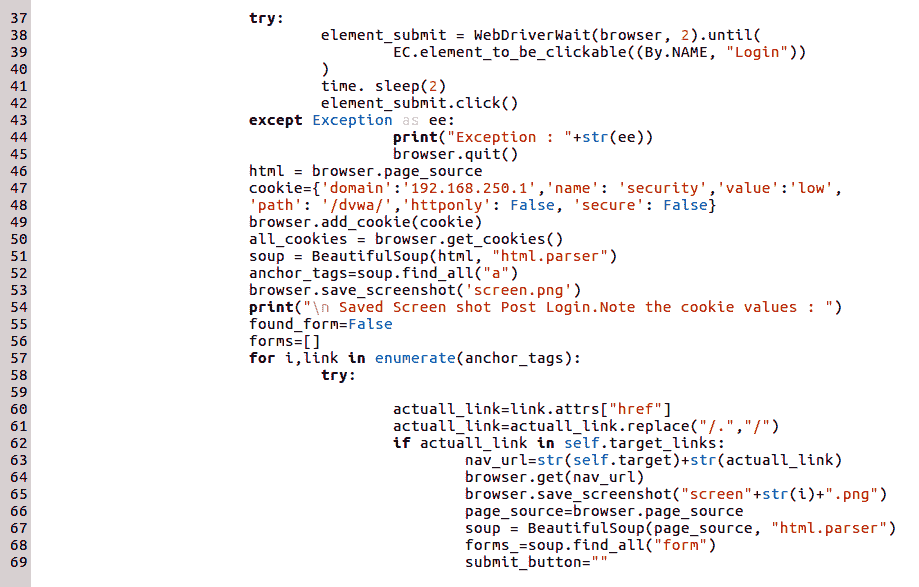 37 try:
38 element_submit = WebDriverWait(browser, 2).until(
39 EC.element_to_be_clickable((By.NAME, "Login"))
40 )
41 time. sleep(2)
42 element_submit.click()
43 except Exception as ee:
44 print("Exception : "+str(ee))
45 browser.quit()
46 html = browser.page_source
47 cookie={'domain':'192.168.250.1','name': 'security','value':'low',
48 'path': '/dvwa/','httponly': False, 'secure': False}
49 browser.add_cookie(cookie)
50 all_cookies = browser.get_cookies()
51 soup = BeautifulSoup(html, "html.parser")
52 anchor_tags=soup.find_all("a")
53 browser.save_screenshot('screen.png')
54 print("\n Saved Screen shot Post Login.Note the cookie values : ")
55 found_form=False
56 forms=[]
57 for i,link in enumerate(anchor_tags):
58 try:
59
60 actuall_link=link.attrs["href"]
61 actuall_link=actuall_link.replace("/.","/")
62 if actuall_link in self.target_links:
63 nav_url=str(self.target)+str(actuall_link)
64 browser.get(nav_url)
65 browser.save_screenshot("screen"+str(i)+".png")
66 page_source=browser.page_source
67 soup = BeautifulSoup(page_source, "html.parser")
68 forms_=soup.find_all("form")
69 submit_button=""